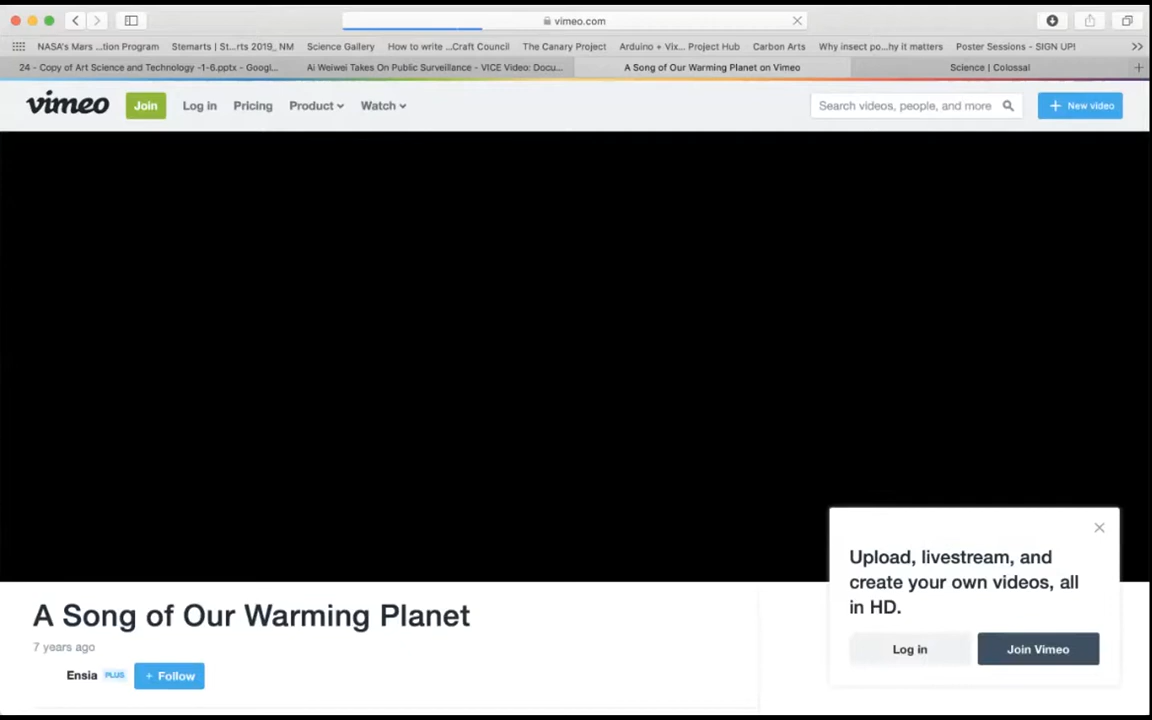 vimeo.com
NASA's Mars ...tion Program Stemarts | St...rts 2019_ NM Science Gallery How to write ...Craft Council The Canary Project Arduino + Vix... Project Hub Carbon Arts Why insect po...hy it matters Poster Sessions - SIGN UP!
24 - Copy of Art Science and Technology -1-6.pptx - Googl... Ai Weiwei Takes On Public Surveillance - VICE Video: Docu... A Song of Our Warming Planet on Vimeo Science | Colossal
vimeo Join Log in Pricing Product Watch Search videos, people, and more + New video
Upload, livestream, and
create your own videos, all
in HD.
Log in Join Vimeo
A Song of Our Warming Planet
7 years ago
Ensia PLUS + Follow